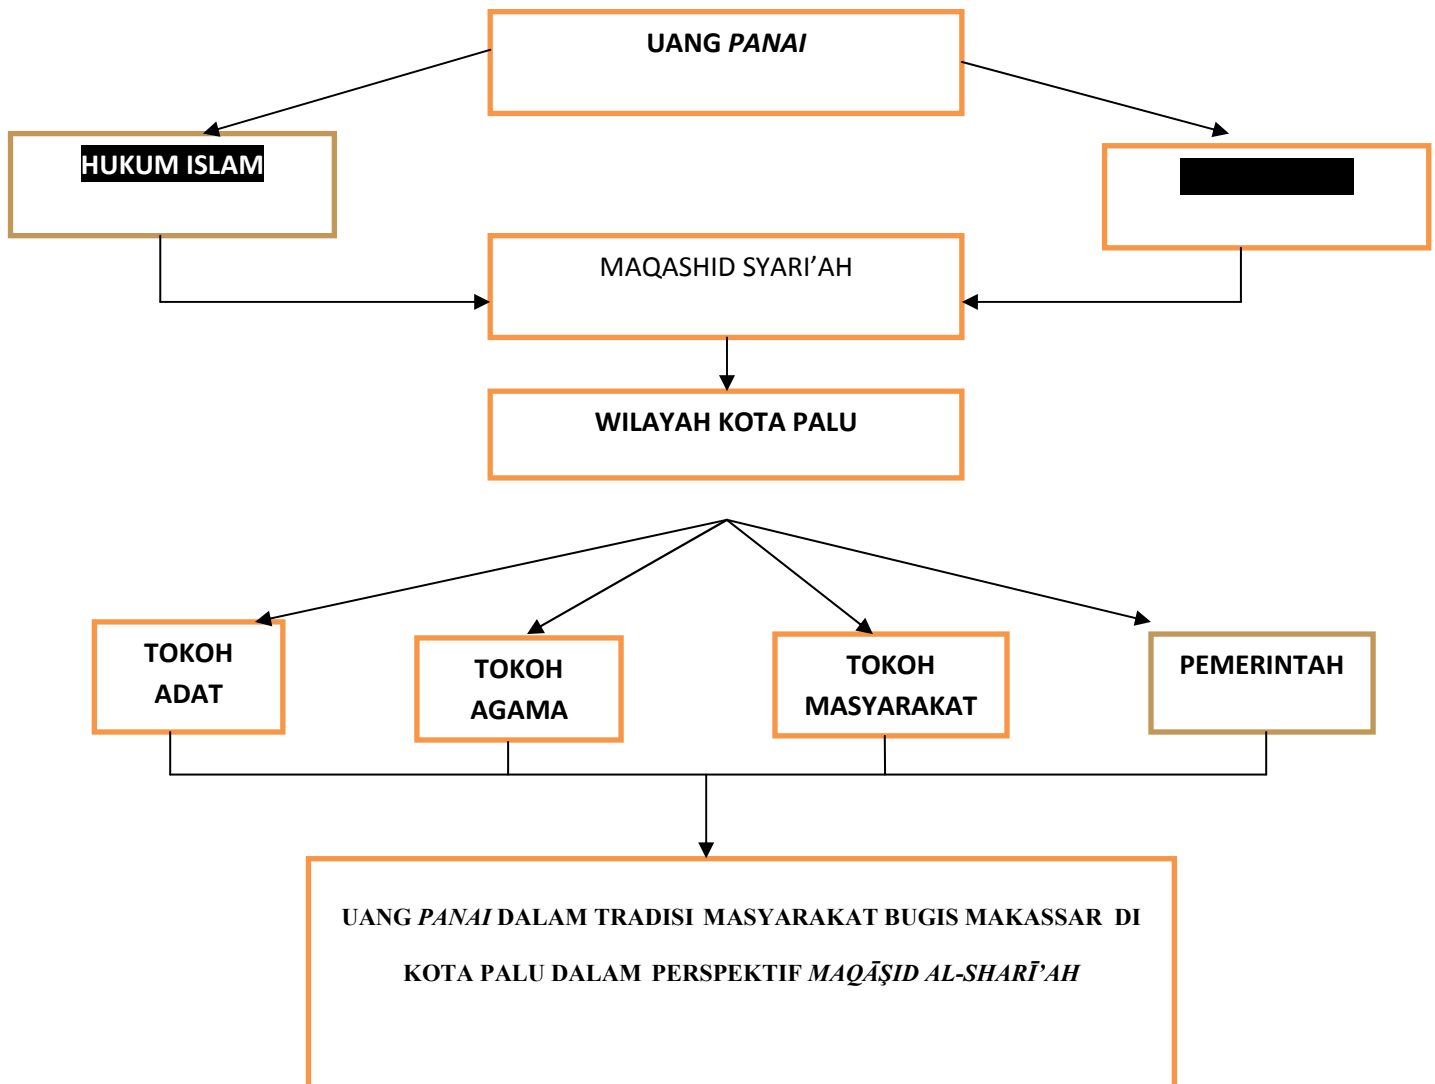 UANG PANAI
HUKUM ISLAM
MAQASHID SYARI’AH
WILAYAH KOTA PALU
TOKOH
ADAT
TOKOH
AGAMA
TOKOH
MASYARAKAT
PEMERINTAH
UANG PANAI DALAM TRADISI MASYARAKAT BUGIS MAKASSAR DI
KOTA PALU DALAM PERSPEKTIF MAQĀṢID AL-SHARĪ’AH